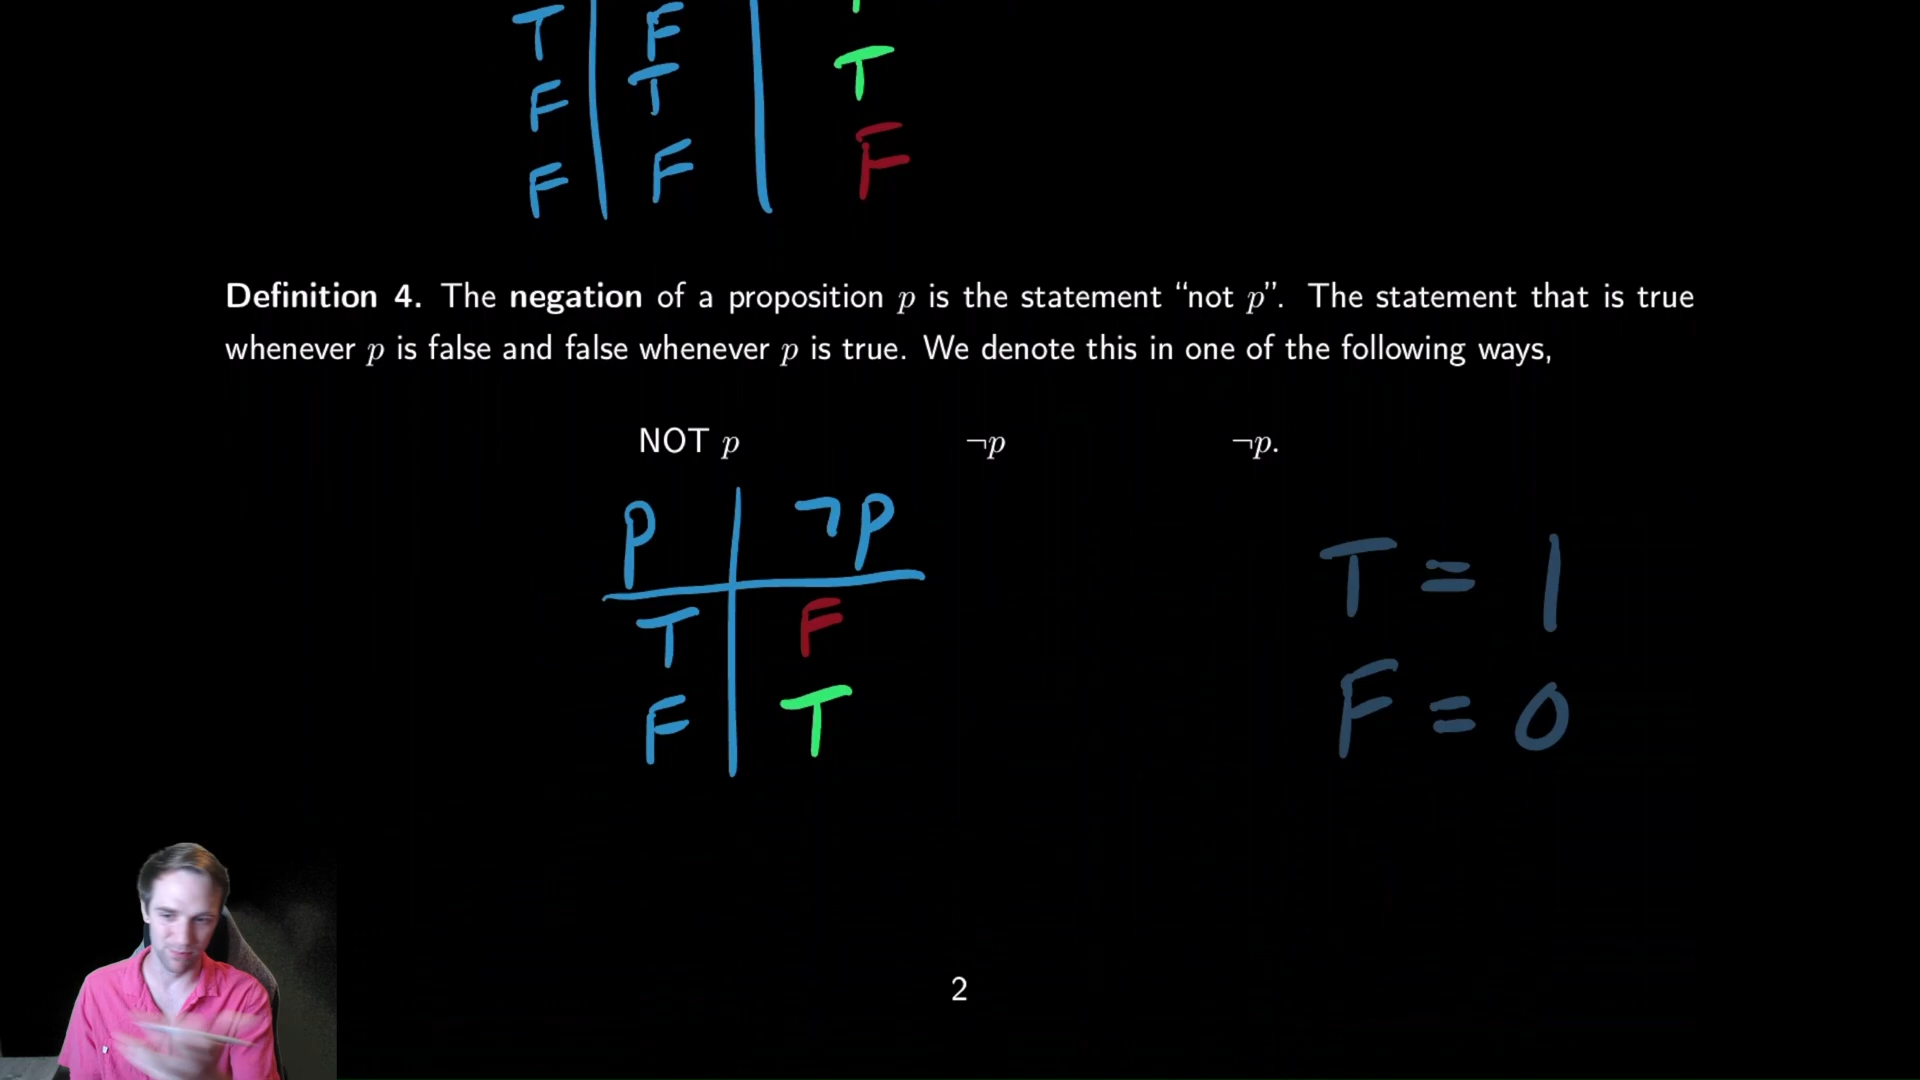 T F
T
F T
F
F F
Definition 4. The negation of a proposition p is the statement “not p”. The statement that is true
whenever p is false and false whenever p is true. We denote this in one of the following ways,
NOT p ¬p ¬p.
p ¬p
T F
F T
T = 1
F = 0
2